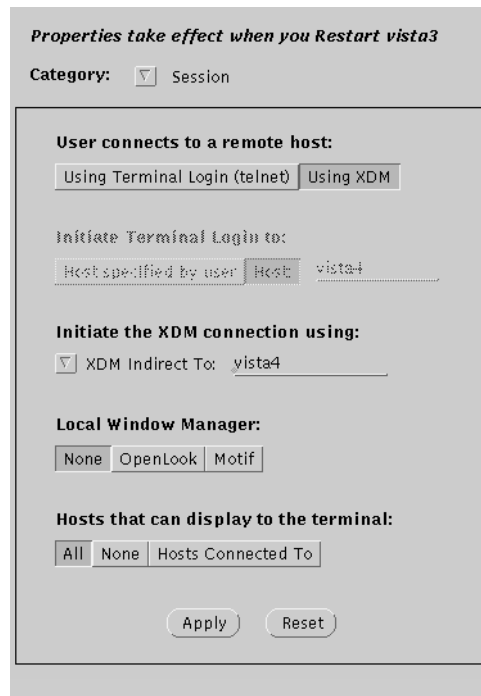 Properties take effect when you Restart vista3
Category: Session
User connects to a remote host:
Using Terminal Login (telnet) Using XDM
Initiate Terminal Login to:
Host specified by user Host: vista4
Initiate the XDM connection using:
XDM Indirect To: vista4
Local Window Manager:
None OpenLook Motif
Hosts that can display to the terminal:
All None Hosts Connected To
Apply Reset